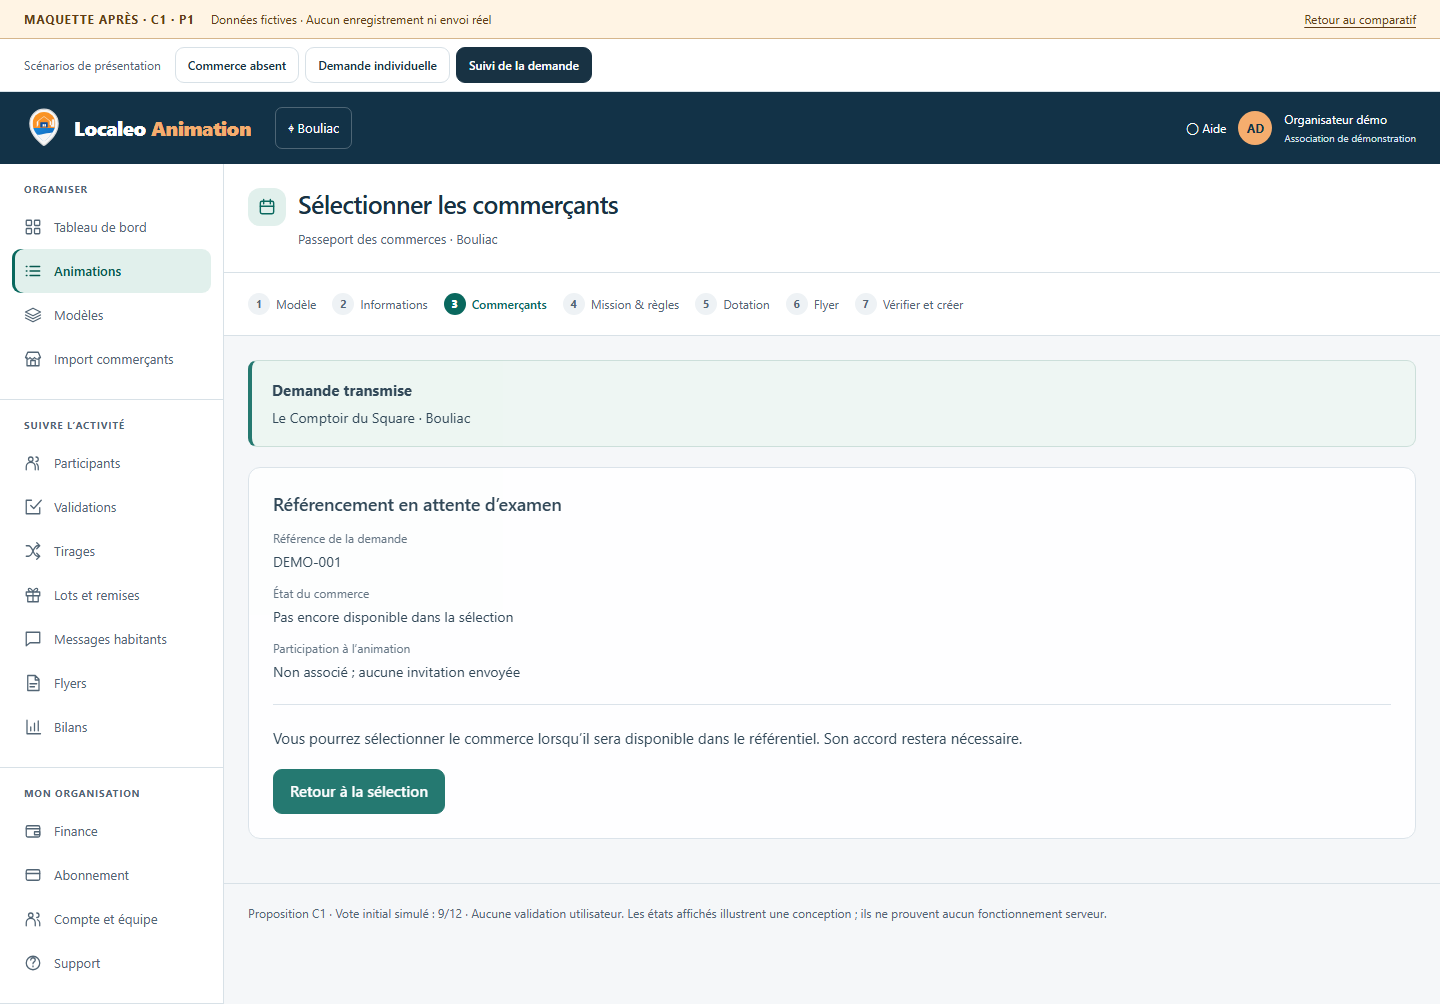 MAQUETTE APRÈS · C1 · P1 Données fictives · Aucun enregistrement ni envoi réel Retour au comparatif
Scénarios de présentation Commerce absent Demande individuelle Suivi de la demande
Localeo Animation Bouliac Aide AD Organisateur démo
Association de démonstration
ORGANISER
Tableau de bord
Animations
Modèles
Import commerçants
SUIVRE L’ACTIVITÉ
Participants
Validations
Tirages
Lots et remises
Messages habitants
Flyers
Bilans
MON ORGANISATION
Finance
Abonnement
Compte et équipe
Support
Sélectionner les commerçants
Passeport des commerces · Bouliac
1 Modèle 2 Informations 3 Commerçants 4 Mission & règles 5 Dotation 6 Flyer 7 Vérifier et créer
Demande transmise
Le Comptoir du Square · Bouliac
Référencement en attente d’examen
Référence de la demande
DEMO-001
État du commerce
Pas encore disponible dans la sélection
Participation à l’animation
Non associé ; aucune invitation envoyée
Vous pourrez sélectionner le commerce lorsqu’il sera disponible dans le référentiel. Son accord restera nécessaire.
Retour à la sélection
Proposition C1 · Vote initial simulé : 9/12 · Aucune validation utilisateur. Les états affichés illustrent une conception ; ils ne prouvent aucun fonctionnement serveur.